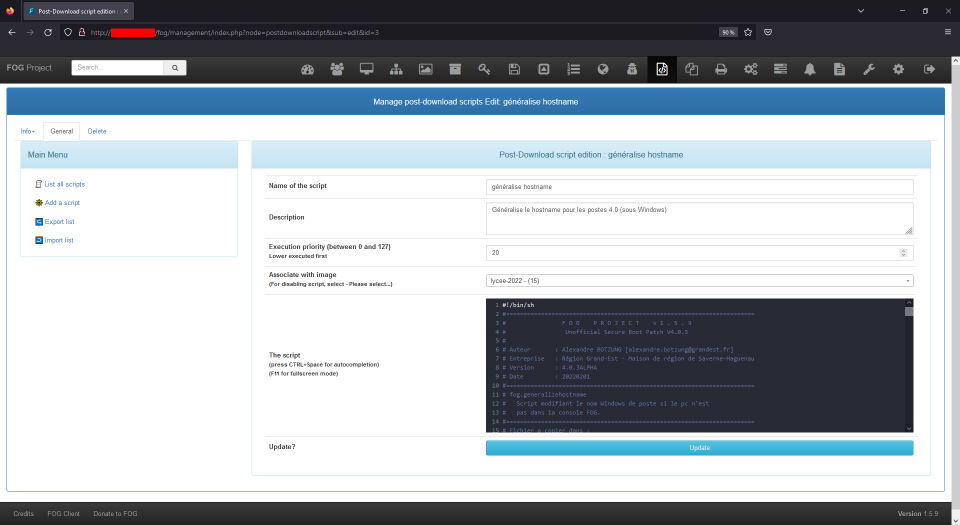 Post-Download script edition : g
http://
/fog/management/index.php?node=postdownloadscript&sub=edit&id=3
90 %
FOG Project
Search...
Manage post-download scripts Edit: généralise hostname
Info
General
Delete
Main Menu
List all scripts
Add a script
Export list
Import list
Post-Download script edition : généralise hostname
Name of the script
généralise hostname
Description
Généralise le hostname pour les postes 4.0 (sous Windows)
Execution priority (between 0 and 127)
Lower executed first
20
Associate with image
(For disabling script, select - Please select...)
lycee-2022 - (15)
The script
(press CTRL+Space for autocompletion)
(F11 for fullscreen mode)
1 #!/bin/sh
2 #=======================================================================
3 # F O G P R O J E C T v 1 . 5 . 9
4 # Unofficial Secure Boot Patch V4.0.3
5 #
6 # Auteur : Alexandre BOTZUNG [alexandre.botzung@grandest.fr]
7 # Entreprise : Région Grand-Est - Maison de région de Saverne-Haguenau
8 # Version : 4.0.3ALPHA
9 # Date : 20220201
10 #=======================================================================
11 # fog.generalizehostname
12 # Script modifiant le nom Windows de poste si le pc n'est
13 # pas dans la console FOG.
14 #=======================================================================
15 # Fichier a copier dans :
Update?
Update
Credits
FOG Client
Donate to FOG
Version 1.5.9